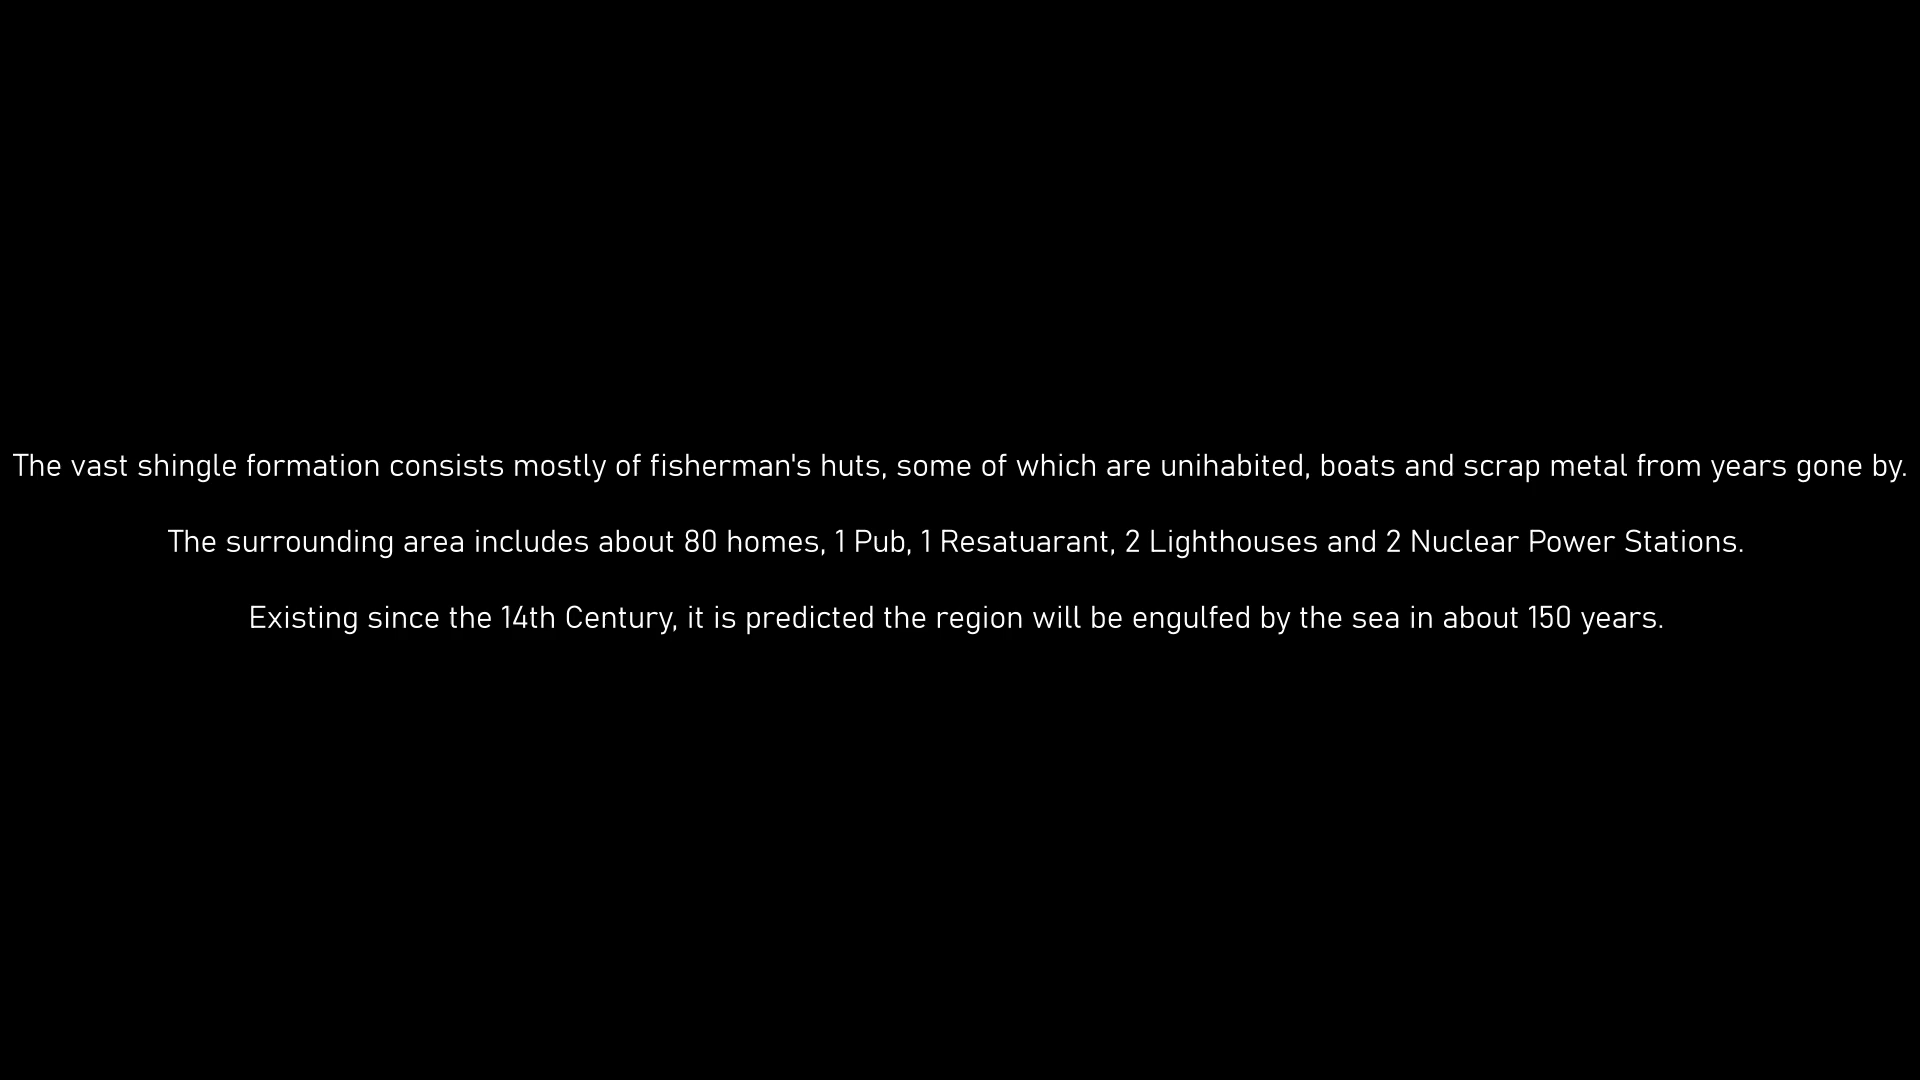 The vast shingle formation consists mostly of fisherman's huts, some of which are unihabited, boats and scrap metal from years gone by.
The surrounding area includes about 80 homes, 1 Pub, 1 Resatuarant, 2 Lighthouses and 2 Nuclear Power Stations.
Existing since the 14th Century, it is predicted the region will be engulfed by the sea in about 150 years.